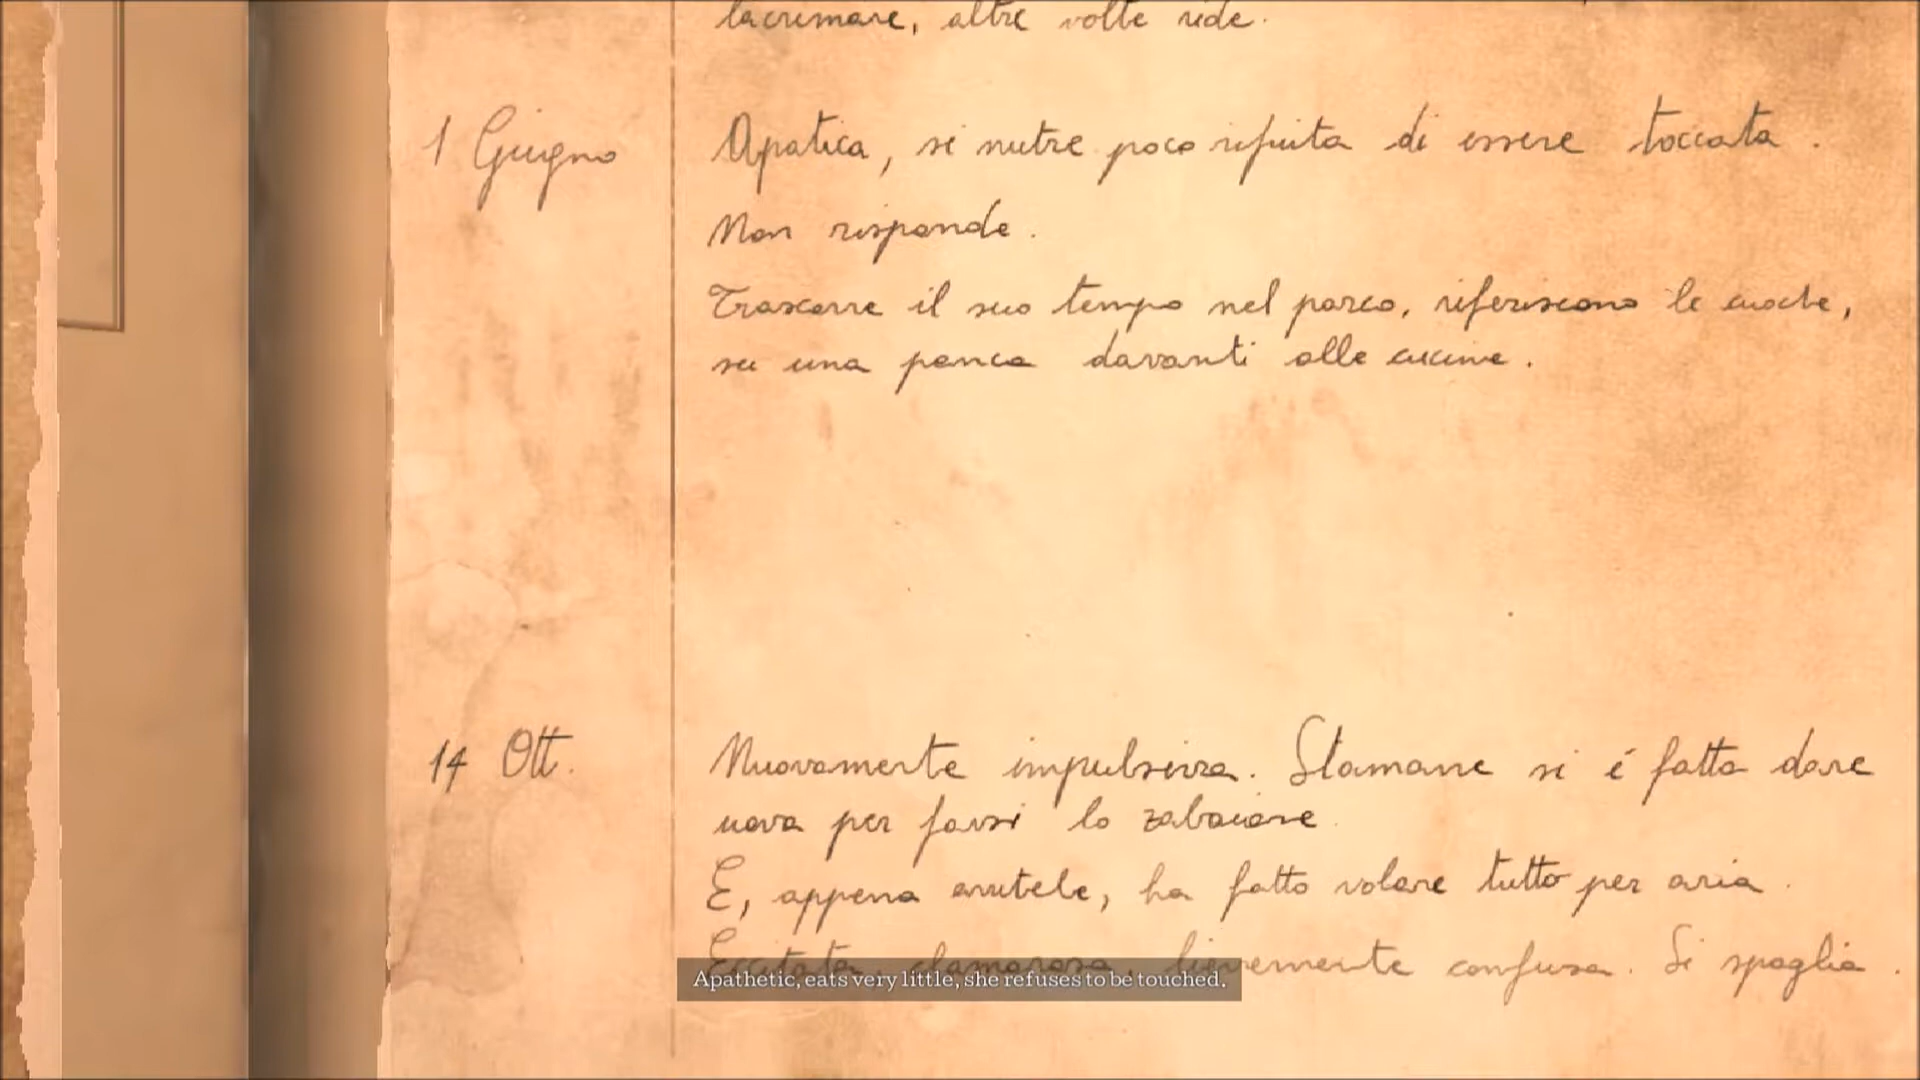 lacrimare, altre volte ride.
1 Giugno
Apatica, si nutre poco rifiuta di essere toccata.
Non risponde.
Trascorre il suo tempo nel parco, riferiscono le cuoche,
su una panca davanti alle cucine.
14 Ott.
Nuovamente impulsiva. Stamane si é fatta dare
uova per farsi lo zabaione
E, appena avutele, ha fatto volare tutto per aria.
Eccitata, clamorosa, lievemente confusa. Si spoglia.
Apathetic, eats very little, she refuses to be touched.